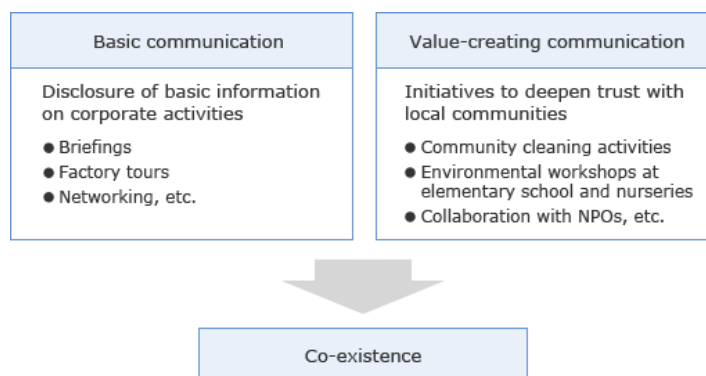 Basic communication
Disclosure of basic information
on corporate activities
● Briefings
● Factory tours
● Networking, etc.
Value-creating communication
Initiatives to deepen trust with
local communities
● Community cleaning activities
● Environmental workshops at
elementary school and nurseries
● Collaboration with NPOs, etc.
Co-existence